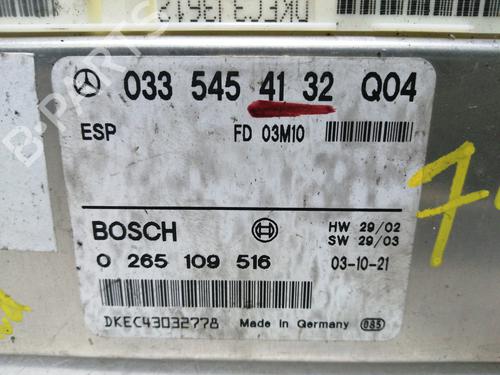 DKEC3
033 545 41 32 Q04
ESP FD 03M10
B-PARTS
BOSCH HW 29/02
SW 29/03
0 265 109 516 03-10-21
DKEC43032778 Made in Germany 085